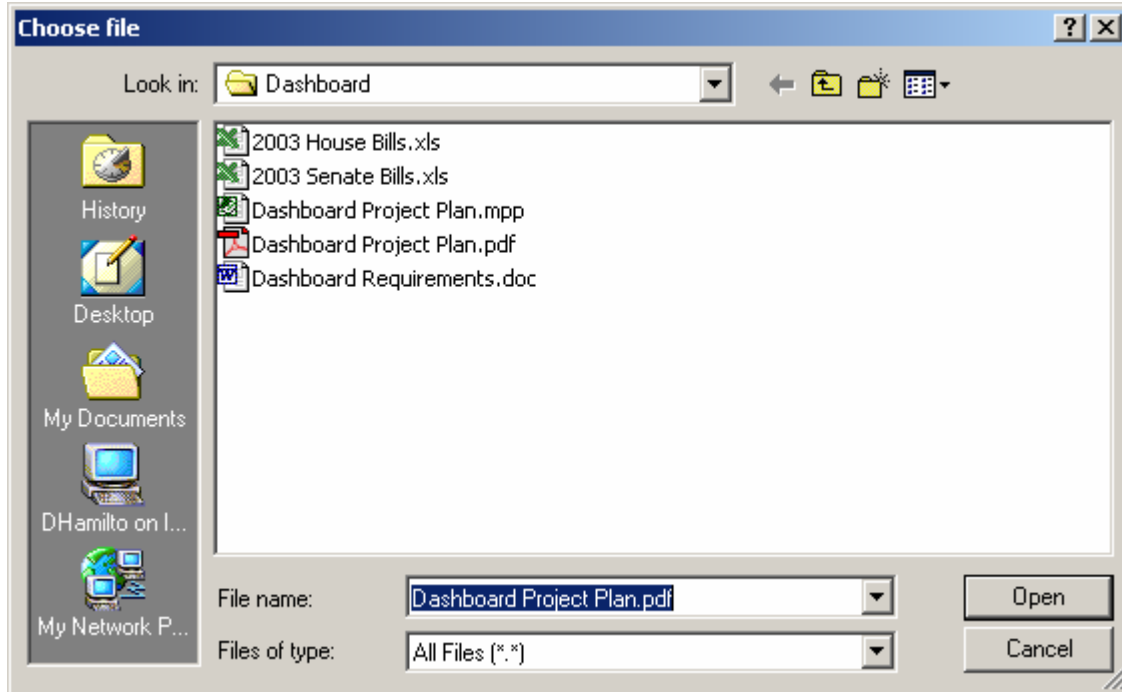 Choose file
Look in: Dashboard
History
Desktop
My Documents
DHamilto on I...
My Network P...
2003 House Bills.xls
2003 Senate Bills.xls
Dashboard Project Plan.mpp
Dashboard Project Plan.pdf
Dashboard Requirements.doc
File name: Dashboard Project Plan.pdf Open
Files of type: All Files (*.*) Cancel